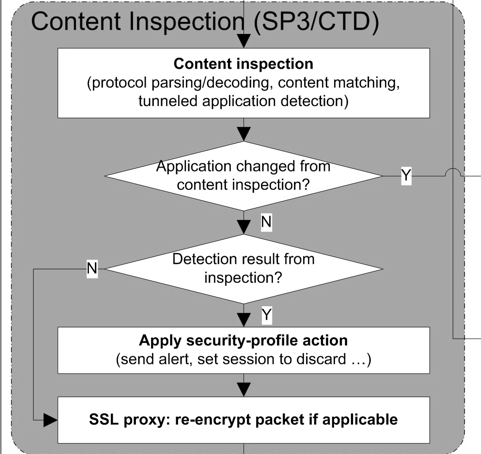 Content Inspection (SP3/CTD)
Content inspection
(protocol parsing/decoding, content matching,
tunneled application detection)
Application changed from
content inspection?
Y
N
Detection result from
inspection?
N
Y
Apply security-profile action
(send alert, set session to discard …)
SSL proxy: re-encrypt packet if applicable